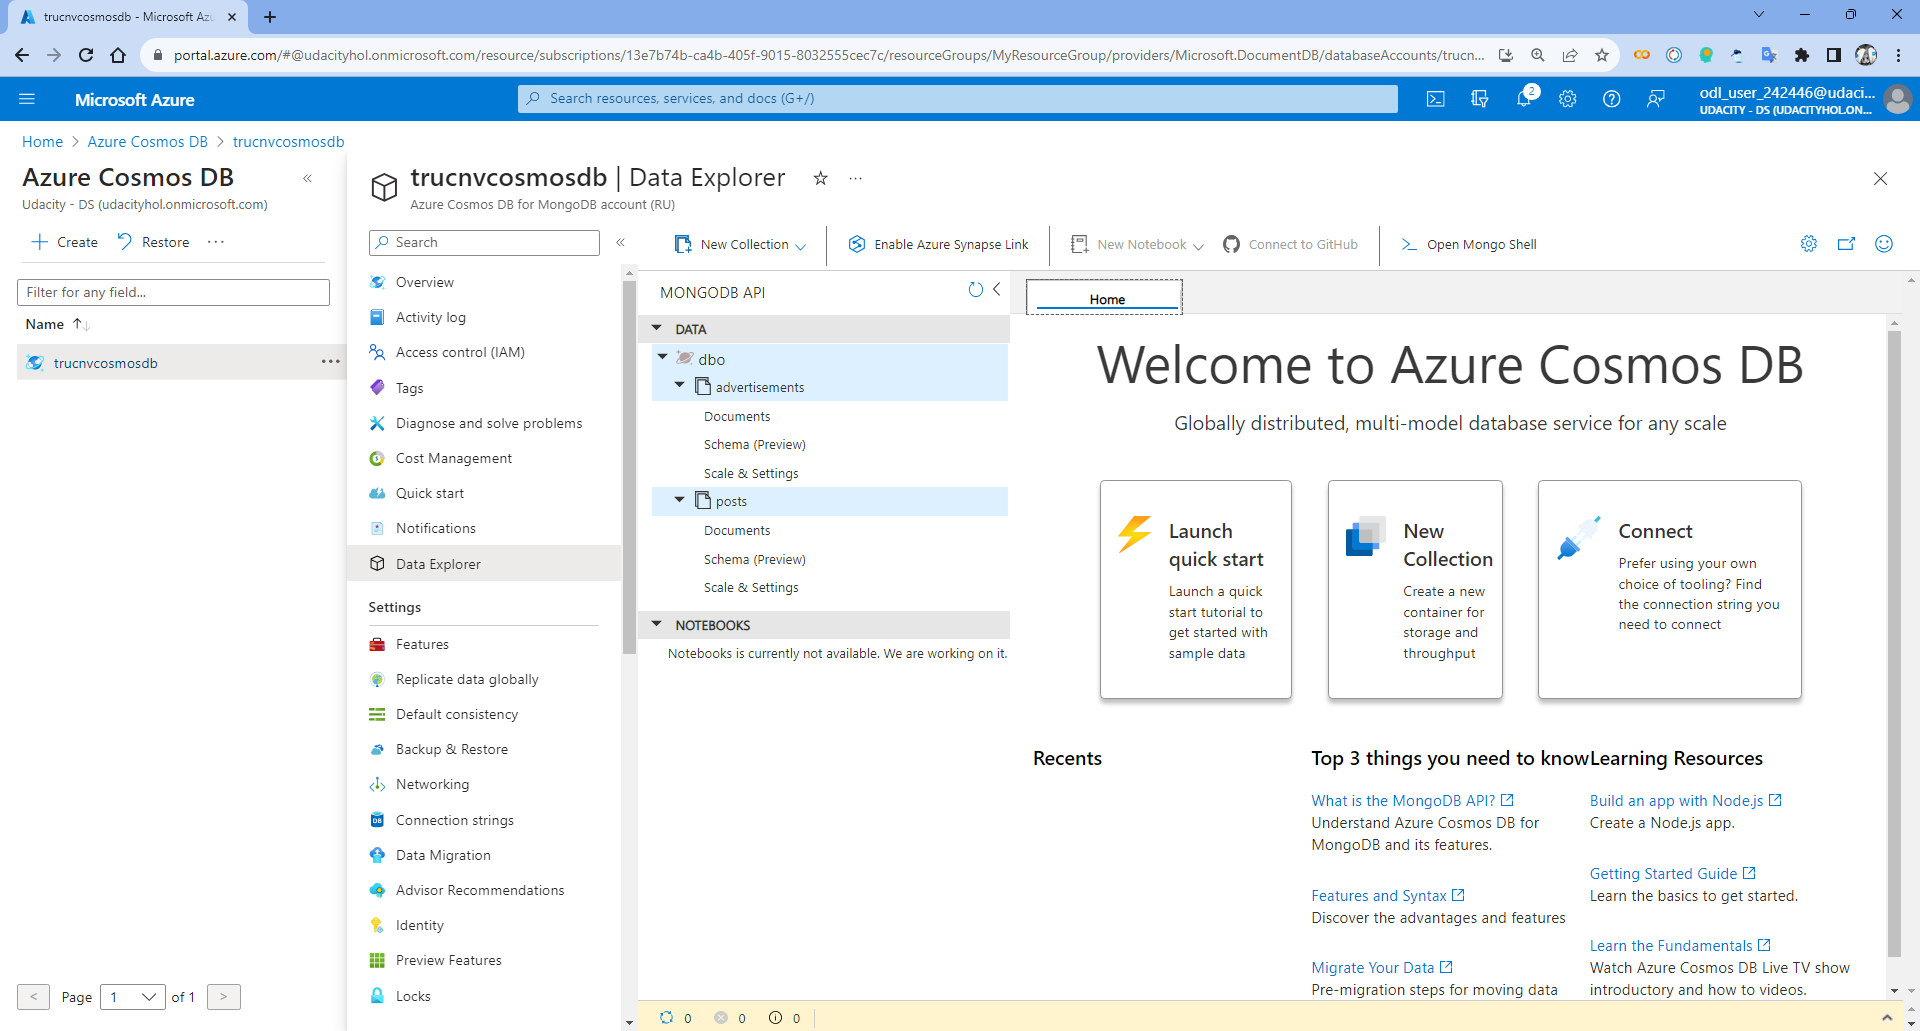 trucnvcosmosdb - Microsoft Az
portal.azure.com/#@udacityhol.onmicrosoft.com/resource/subscriptions/13e7b74b-ca4b-405f-9015-8032555cec7c/resourceGroups/MyResourceGroup/providers/Microsoft.DocumentDB/databaseAccounts/trucn...
Microsoft Azure
Search resources, services, and docs (G+/)
2
odl_user_242446@udaci...
UDACITY - DS (UDACITYHOL.ON...
Home > Azure Cosmos DB > trucnvcosmosdb
Azure Cosmos DB
Udacity - DS (udacityhol.onmicrosoft.com)
Create
Restore
Filter for any field...
Name
trucnvcosmosdb
< Page 1 of 1 >
trucnvcosmosdb | Data Explorer
Azure Cosmos DB for MongoDB account (RU)
Search
Overview
Activity log
Access control (IAM)
Tags
Diagnose and solve problems
Cost Management
Quick start
Notifications
Data Explorer
Settings
Features
Replicate data globally
Default consistency
Backup & Restore
Networking
Connection strings
Data Migration
Advisor Recommendations
Identity
Preview Features
Locks
New Collection
Enable Azure Synapse Link
New Notebook
Connect to GitHub
Open Mongo Shell
MONGODB API
DATA
dbo
advertisements
Documents
Schema (Preview)
Scale & Settings
posts
Documents
Schema (Preview)
Scale & Settings
NOTEBOOKS
Notebooks is currently not available. We are working on it.
Home
Welcome to Azure Cosmos DB
Globally distributed, multi-model database service for any scale
Launch
quick start
Launch a quick
start tutorial to
get started with
sample data
New
Collection
Create a new
container for
storage and
throughput
Connect
Prefer using your own
choice of tooling? Find
the connection string you
need to connect
Recents
Top 3 things you need to know
What is the MongoDB API?
Understand Azure Cosmos DB for
MongoDB and its features.
Features and Syntax
Discover the advantages and features
Migrate Your Data
Pre-migration steps for moving data
Learning Resources
Build an app with Node.js
Create a Node.js app.
Getting Started Guide
Learn the basics to get started.
Learn the Fundamentals
Watch Azure Cosmos DB Live TV show
introductory and how to videos.
0 0 0